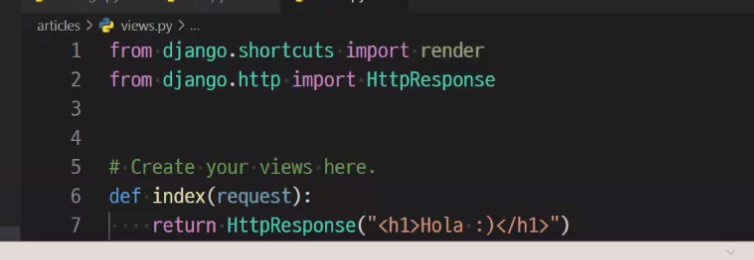 articles > views.py > ...
1 from django.shortcuts import render
2 from django.http import HttpResponse
3
4
5 # Create your views here.
6 def index(request):
7     return HttpResponse("<h1>Hola :)</h1>")